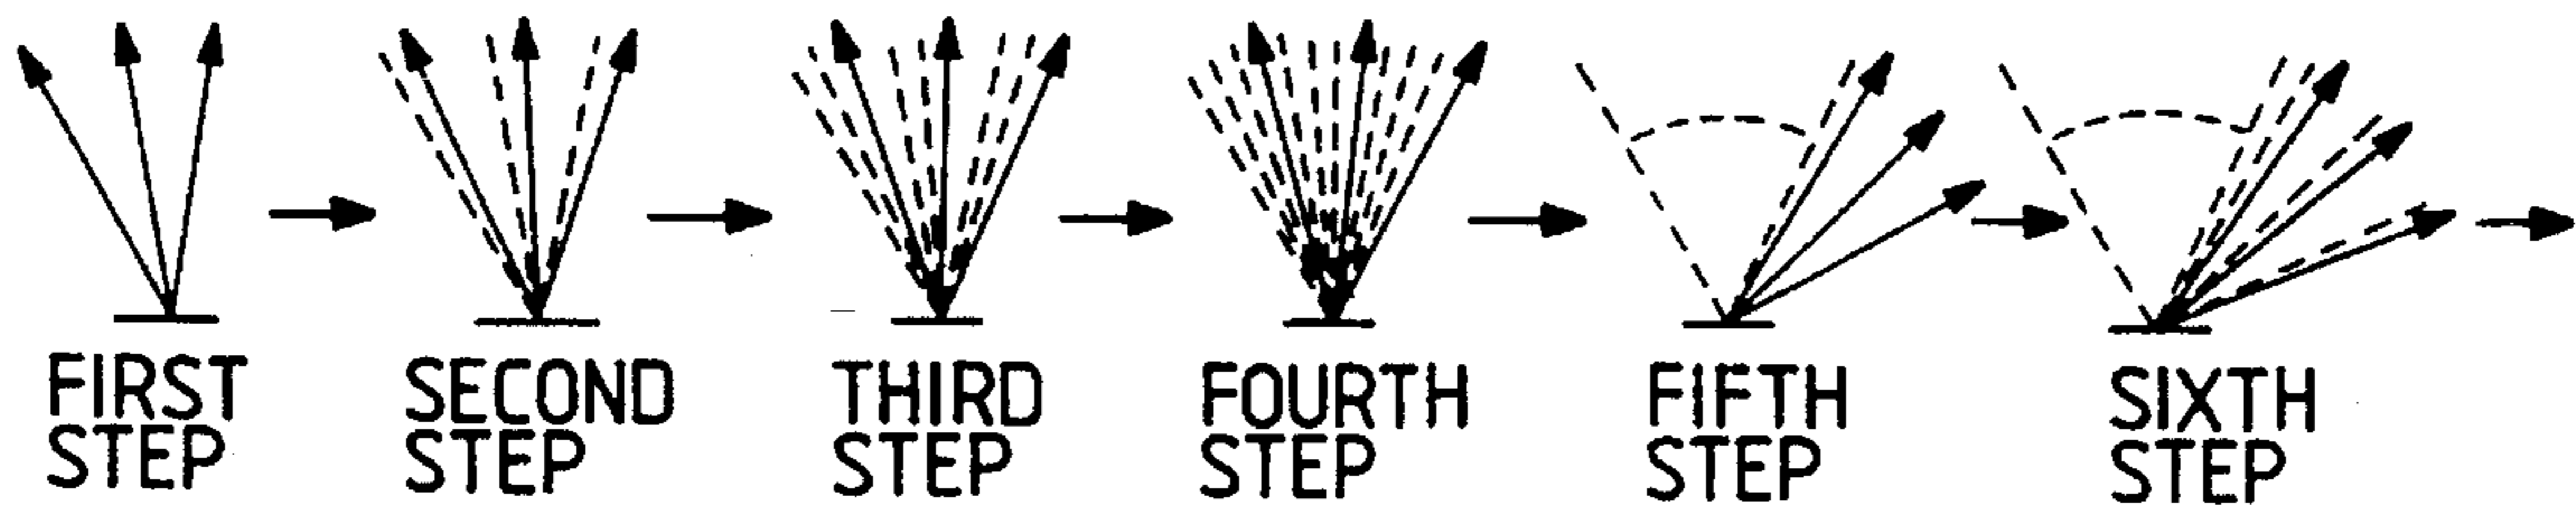 FIRST
STEP
SECOND
STEP
THIRD
STEP
FOURTH
STEP
FIFTH
STEP
SIXTH
STEP